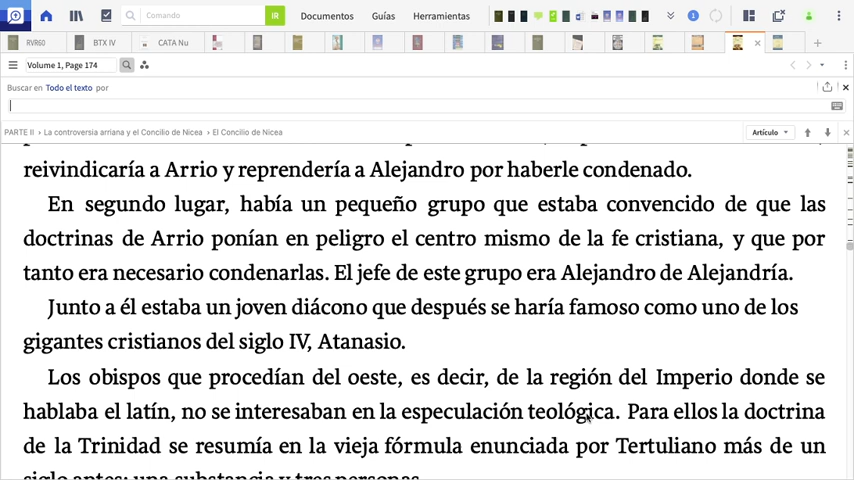 Comando
IR
Documentos
Guías
Herramientas
1
RVR60
BTX IV
CATA Nu
Volume 1, Page 174
Buscar en Todo el texto por
PARTE II › La controversia arriana y el Concilio de Nicea › El Concilio de Nicea
Artículo
reivindicaría a Arrio y reprendería a Alejandro por haberle condenado.
En segundo lugar, había un pequeño grupo que estaba convencido de que las
doctrinas de Arrio ponían en peligro el centro mismo de la fe cristiana, y que por
tanto era necesario condenarlas. El jefe de este grupo era Alejandro de Alejandría.
Junto a él estaba un joven diácono que después se haría famoso como uno de los
gigantes cristianos del siglo IV, Atanasio.
Los obispos que procedían del oeste, es decir, de la región del Imperio donde se
hablaba el latín, no se interesaban en la especulación teológica. Para ellos la doctrina
de la Trinidad se resumía en la vieja fórmula enunciada por Tertuliano más de un
siglo antes: una substancia y tres personas.